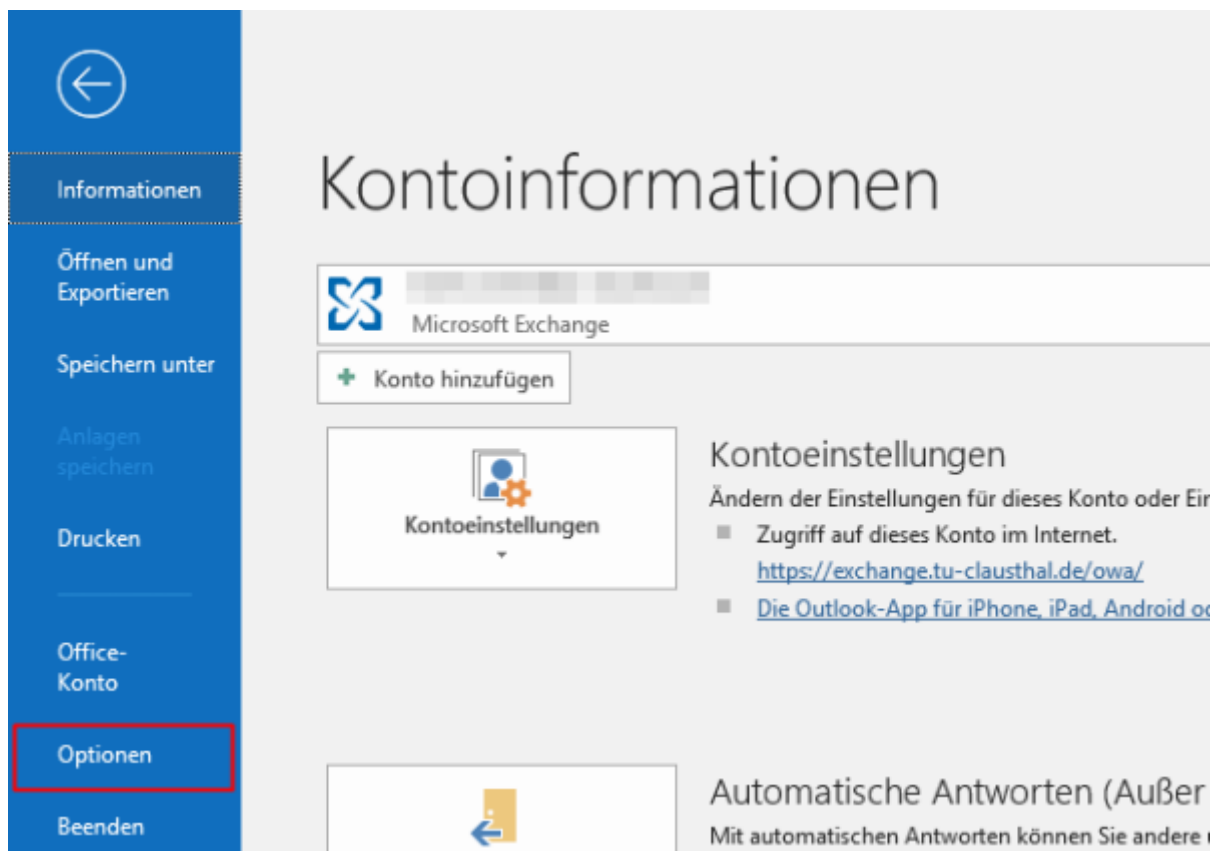 Informationen
Öffnen und
Exportieren
Speichern unter
Anlagen
speichern
Drucken
Office-
Konto
Optionen
Beenden
Kontoinformationen
Microsoft Exchange
Konto hinzufügen
Kontoeinstellungen
Kontoeinstellungen
Ändern der Einstellungen für dieses Konto oder
Zugriff auf dieses Konto im Internet.
https://exchange.tu-clausthal.de/owa/
Die Outlook-App für iPhone, iPad, Android
Automatische Antworten (Außer
Mit automatischen Antworten können Sie andere